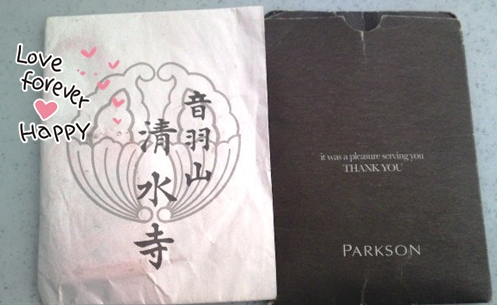 Love
forever
HAPPY
音羽山
清水寺
it was a pleasure serving you
THANK YOU
PARKSON